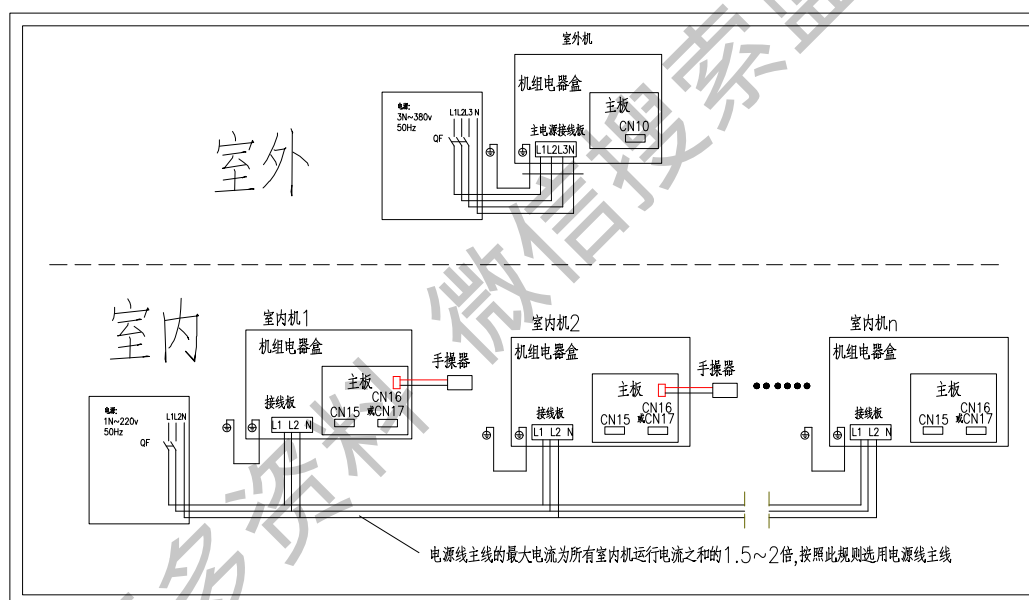 室外机
机组电器盒
主板
CN10
主电源接线板
L1L2L3N
电源:
3N~380v
50Hz
L1L2L3 N
QF
室外
室内
室内机1
机组电器盒
主板
手操器
接线板
CN16
CN15 或CN17
L1 L2 N
室内机2
机组电器盒
主板
手操器
接线板
CN16
CN15 或CN17
L1 L2 N
室内机n
机组电器盒
主板
接线板
CN16
CN15 或CN17
L1 L2 N
电源:
1N~220v
50Hz
L1L2N
QF
电源线主线的最大电流为所有室内机运行电流之和的1.5~2倍,按照此规则选用电源线主线
多资料 微信搜索